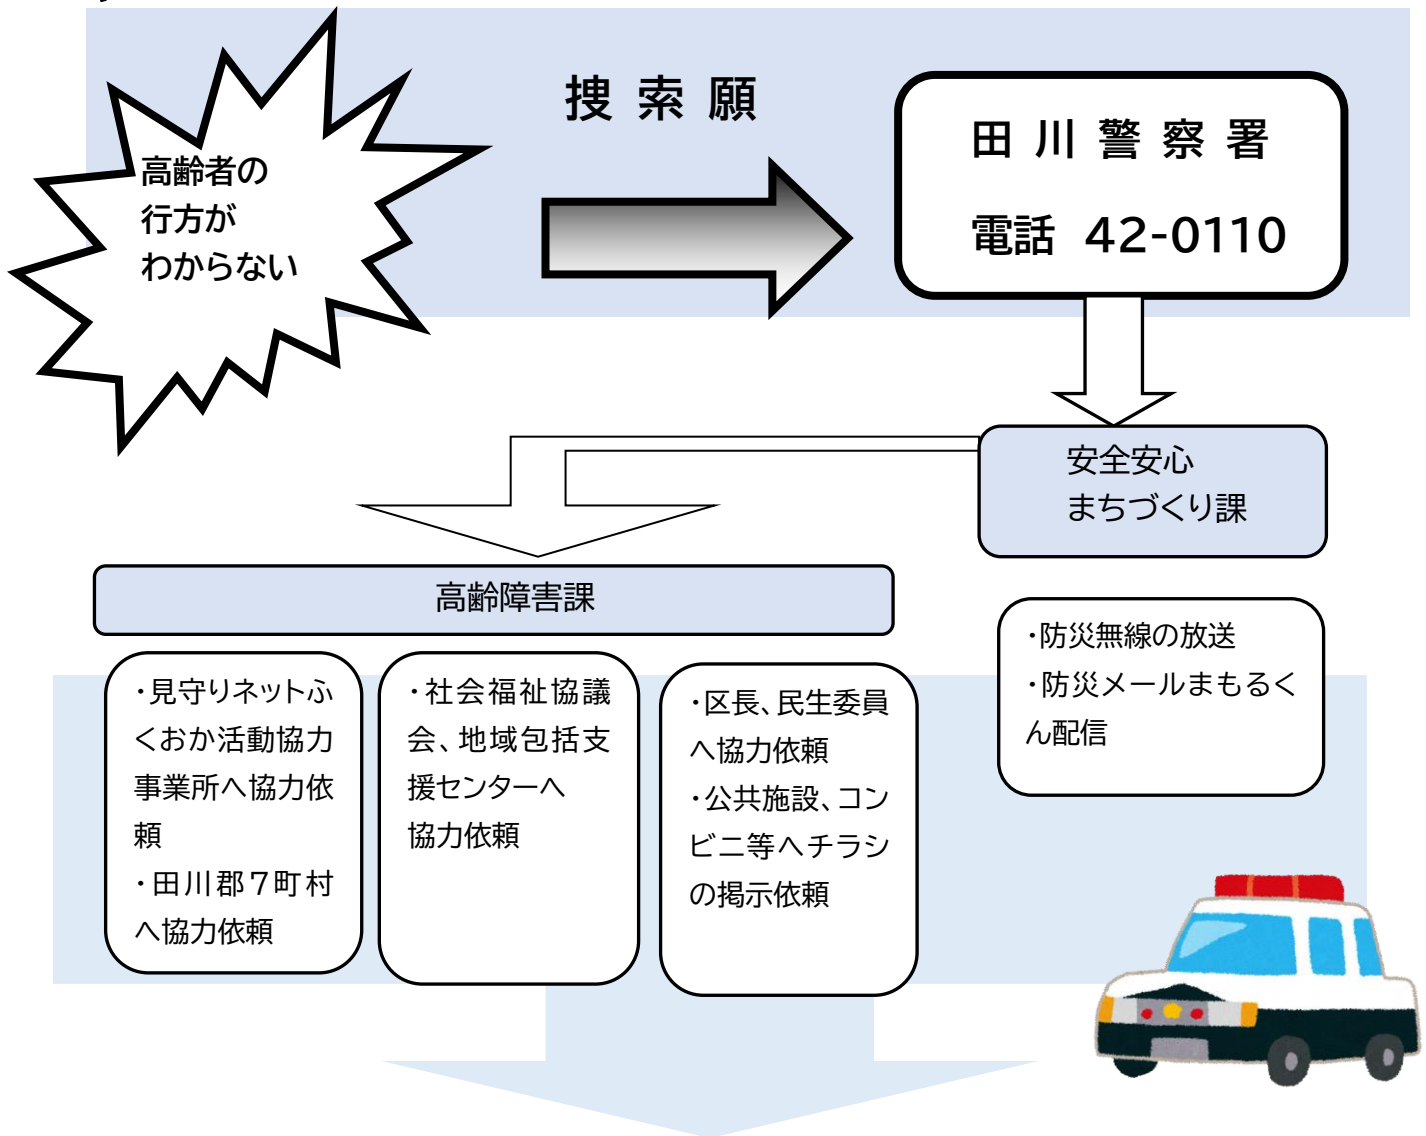 高齢者の
行方が
わからない
捜索願
田川警察署
電話 42-0110
安全安心
まちづくり課
高齢障害課
・見守りネットふ
くおか活動協力
事業所へ協力依
頼
・田川郡７町村
へ協力依頼
・社会福祉協議
会、地域包括支
援センターへ
協力依頼
・区長、民生委員
へ協力依頼
・公共施設、コン
ビニ等へチラシ
の掲示依頼
・防災無線の放送
・防災メールまもるく
ん配信